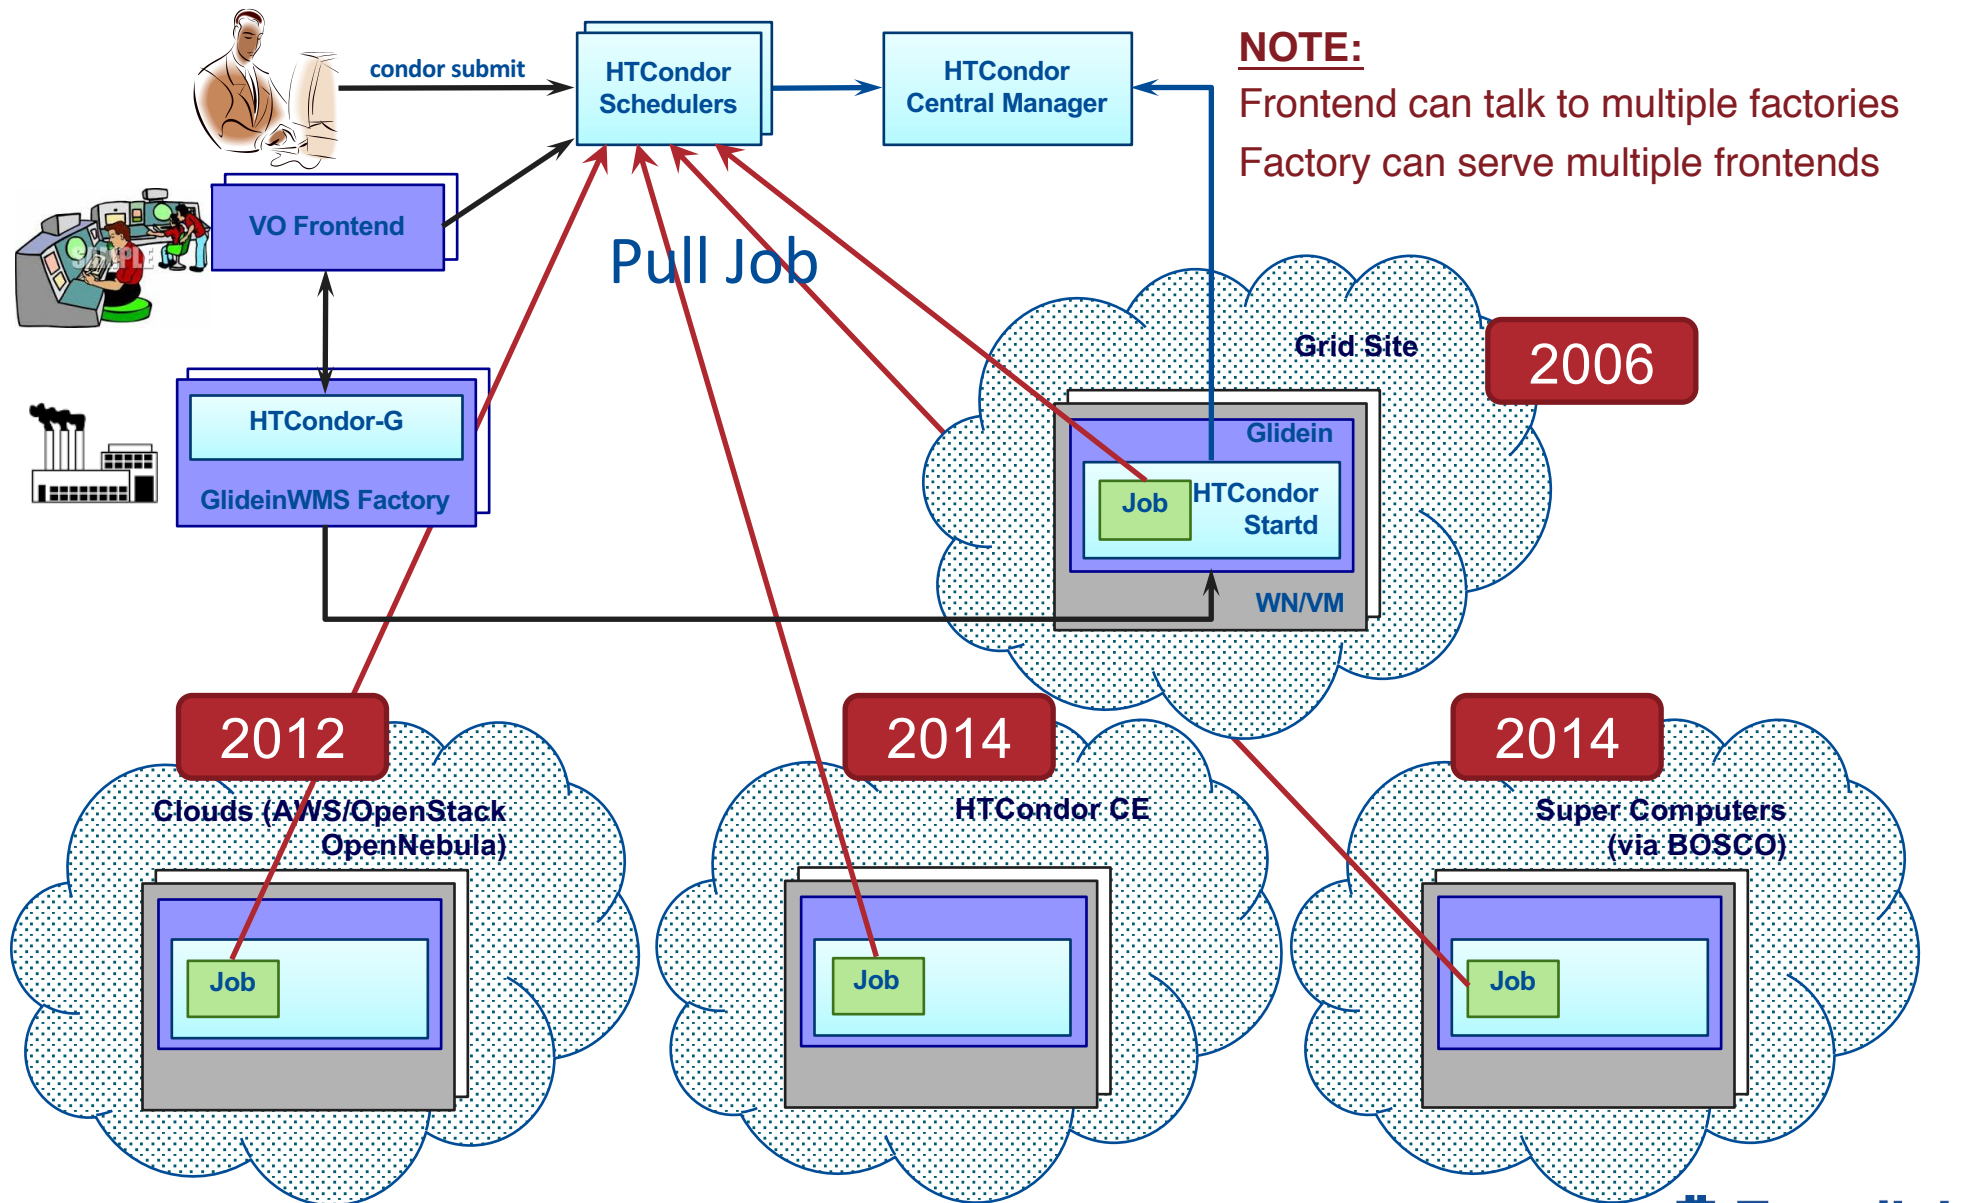 condor submit
HTCondor
Schedulers
HTCondor
Central Manager
NOTE:
Frontend can talk to multiple factories
Factory can serve multiple frontends
VO Frontend
SAMPLE
Pull Job
Grid Site
2006
HTCondor-G
GlideinWMS Factory
Glidein
Job
HTCondor
Startd
WN/VM
2012
Clouds (AWS/OpenStack
OpenNebula)
Job
2014
HTCondor CE
Job
2014
Super Computers
(via BOSCO)
Job